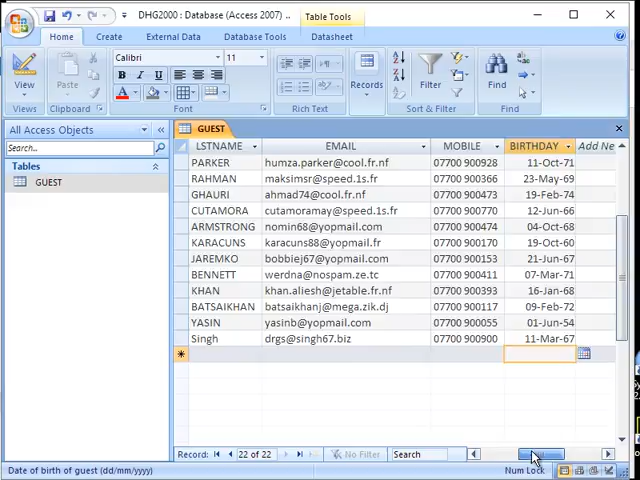 DHG2000 : Database (Access 2007) ..
Table Tools
Home Create External Data Database Tools Datasheet
View
Paste
Calibri 11
B I U
A
Records
Filter
Find
Views Clipboard Font Rich Text Sort & Filter Find
All Access Objects
GUEST
Search...
Tables
GUEST
LSTNAME EMAIL MOBILE BIRTHDAY Add Ne
PARKER humza.parker@cool.fr.nf 07700 900928 11-Oct-71
RAHMAN maksimsr@speed.1s.fr 07700 900366 23-May-69
GHAURI ahmad74@cool.fr.nf 07700 900473 19-Feb-74
CUTAMORA cutamoramay@speed.1s.fr 07700 900770 12-Jun-66
ARMSTRONG nomin68@yopmail.com 07700 900474 04-Oct-68
KARACUNS karacuns88@yopmail.fr 07700 900170 19-Oct-60
JAREMKO bobbiej67@yopmail.com 07700 900151 21-Jun-67
BENNETT werdna@nospam.ze.tc 07700 900411 07-Mar-71
KHAN khan.aliesh@jetable.fr.nf 07700 900393 16-Jan-68
BATSAIKHAN batsaikhanj@mega.zik.dj 07700 900117 09-Feb-72
YASIN yasinb@yopmail.com 07700 900055 01-Jun-54
Singh drgs@singh67.biz 07700 900900 11-Mar-67
Record: 22 of 22 No Filter Search
Date of birth of guest (dd/mm/yyyy) Num Lock